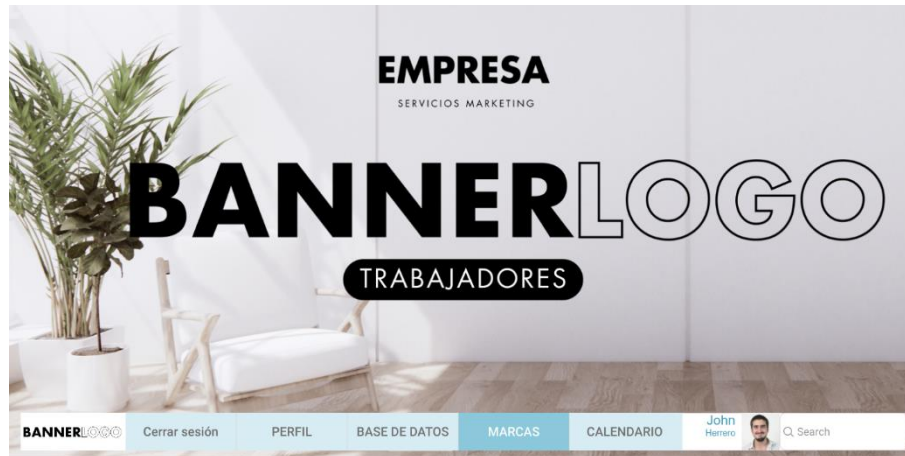 EMPRESA
SERVICIOS MARKETING
BANNERLOGO
TRABAJADORES
BANNERLOGO Cerrar sesión PERFIL BASE DE DATOS MARCAS CALENDARIO John Herrero Search